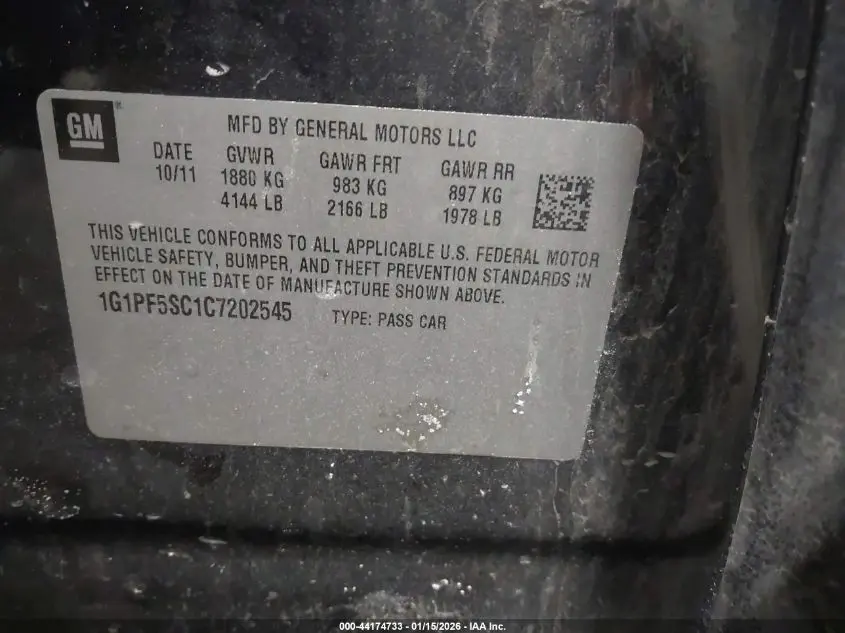 GM
MFD BY GENERAL MOTORS LLC
DATE GVWR GAWR FRT GAWR RR
10/11 1880 KG 983 KG 897 KG
4144 LB 2166 LB 1978 LB
THIS VEHICLE CONFORMS TO ALL APPLICABLE U.S. FEDERAL MOTOR
VEHICLE SAFETY, BUMPER, AND THEFT PREVENTION STANDARDS IN
EFFECT ON THE DATE OF MANUFACTURE SHOWN ABOVE.
1G1PF5SC1C7202545 TYPE: PASS CAR
000-44174733 - 01/15/2026 - IAA Inc.